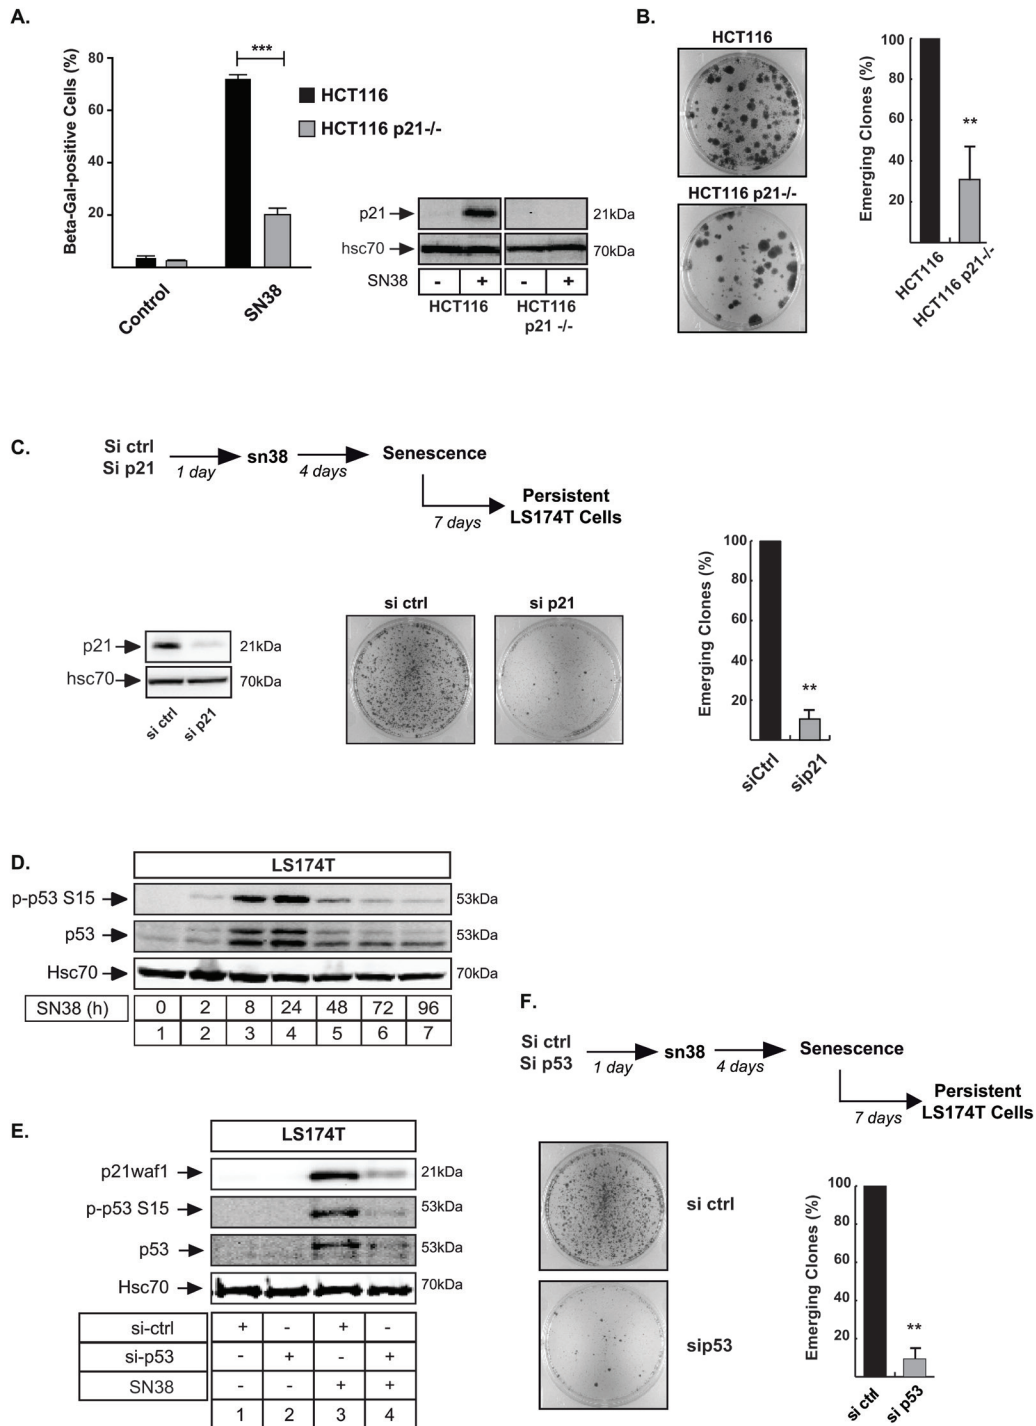 A.
Beta-Gal-positive Cells (%)
80
60
40
20
***
HCT116
HCT116 p21-/-
Control
SN38
p21
21kDa
hsc70
70kDa
SN38 - + - +
HCT116 HCT116 p21 -/-
B.
HCT116
HCT116 p21-/-
Emerging Clones (%)
100
80
60
40
20
**
HCT116
HCT116 p21-/-
C.
Si ctrl
Si p21
1 day
sn38
4 days
Senescence
7 days
Persistent
LS174T Cells
p21
21kDa
hsc70
70kDa
si ctrl
si p21
si ctrl
si p21
Emerging Clones (%)
100
80
60
40
20
**
siCtrl
sip21
D.
LS174T
p-p53 S15
53kDa
p53
53kDa
Hsc70
70kDa
SN38 (h) 0 2 8 24 48 72 96
1 2 3 4 5 6 7
E.
LS174T
p21waf1
21kDa
p-p53 S15
53kDa
p53
53kDa
Hsc70
70kDa
si-ctrl + - + -
si-p53 - + - +
SN38 - - + +
1 2 3 4
F.
Si ctrl
Si p53
1 day
sn38
4 days
Senescence
7 days
Persistent
LS174T Cells
si ctrl
sip53
Emerging Clones (%)
100
80
60
40
20
**
si ctrl
si p53